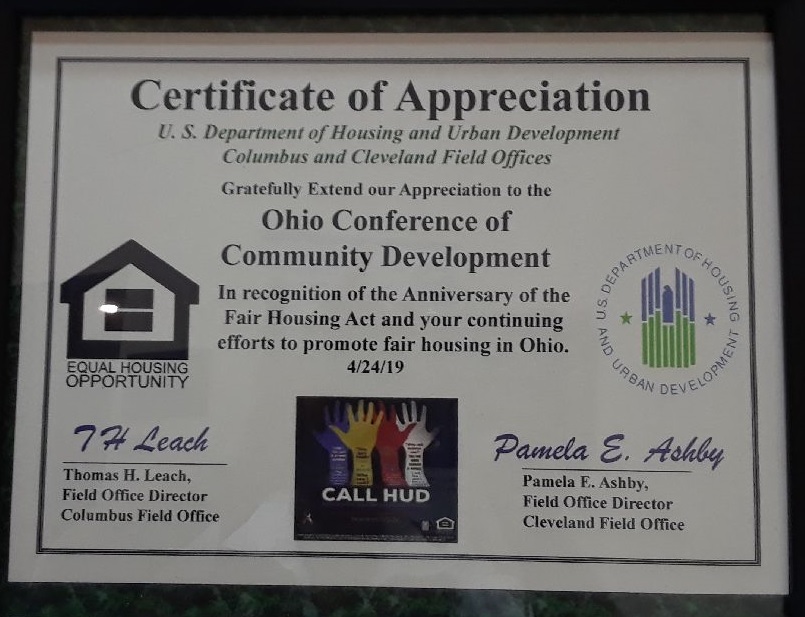 Certificate of Appreciation
U. S. Department of Housing and Urban Development
Columbus and Cleveland Field Offices
Gratefully Extend our Appreciation to the
Ohio Conference of
Community Development
In recognition of the Anniversary of the
Fair Housing Act and your continuing
efforts to promote fair housing in Ohio.
4/24/19
EQUAL HOUSING
OPPORTUNITY
U.S. DEPARTMENT OF HOUSING
AND URBAN DEVELOPMENT
TH Leach
Thomas H. Leach,
Field Office Director
Columbus Field Office
CALL HUD
Pamela E. Ashby
Pamela E. Ashby,
Field Office Director
Cleveland Field Office